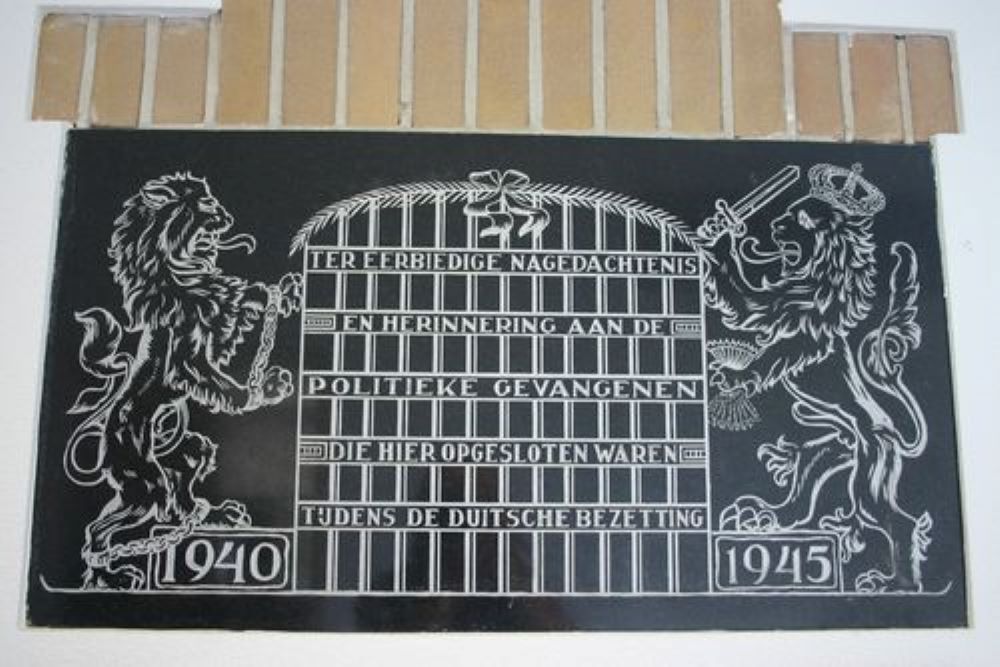 TER EERBIEDIGE NAGEDACHTENIS
EN HERINNERING AAN DE
POLITIEKE GEVANGENEN
DIE HIER OPGESLOTEN WAREN
TIJDENS DE DUITSCHE BEZETTING
1940
1945